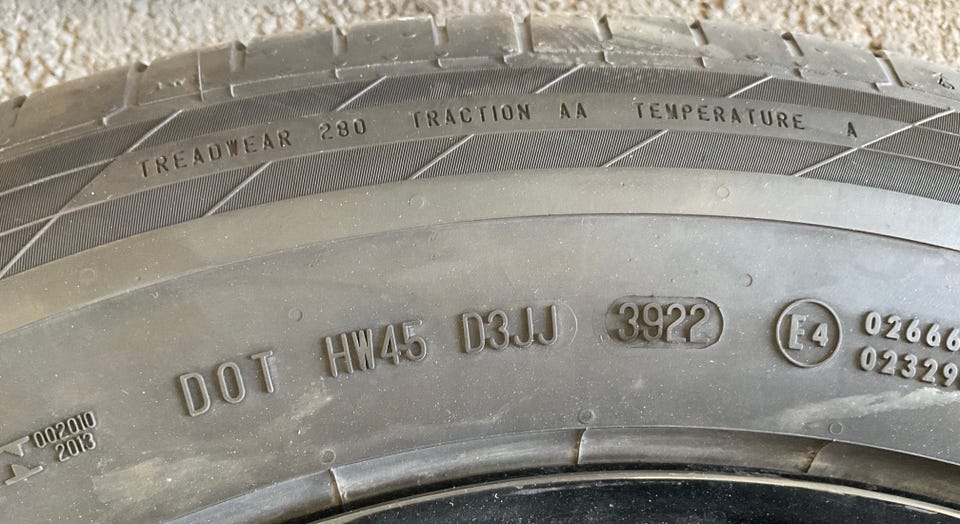 TREADWEAR 280 TRACTION AA TEMPERATURE A
DOT HW45 D3JJ 3922 E4
02666
02329
002010
2013